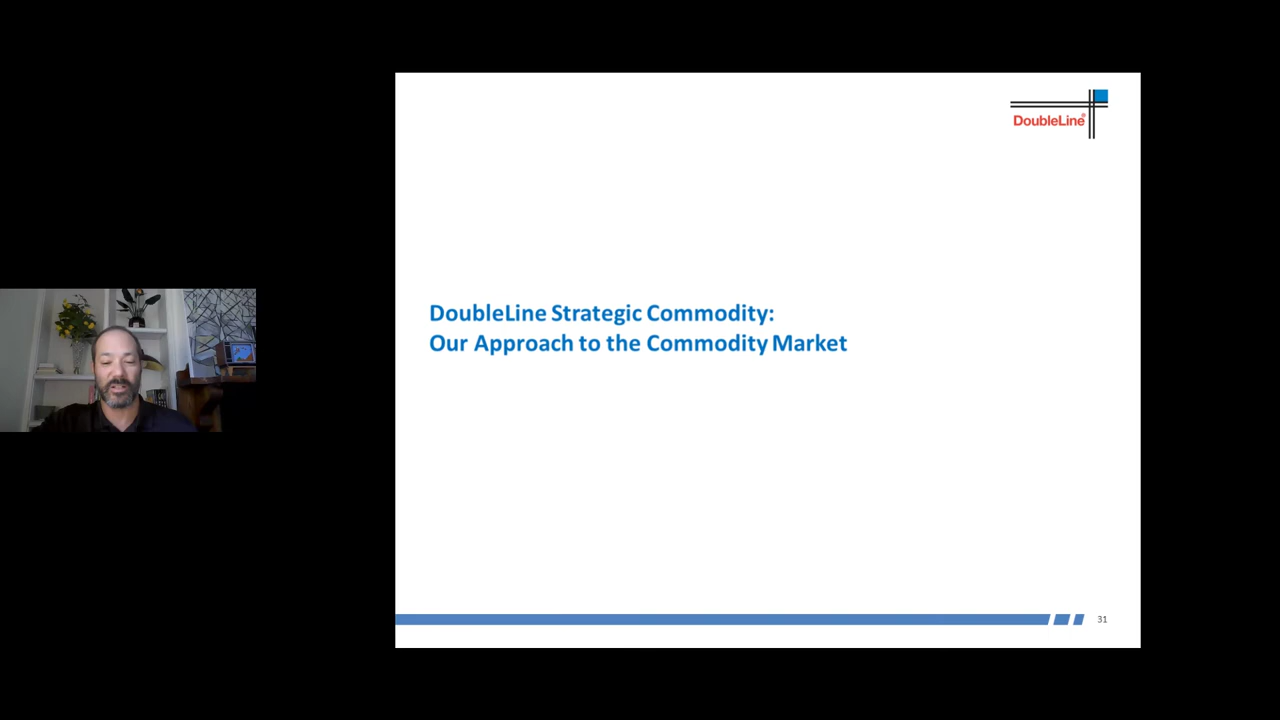 DoubleLine®
DoubleLine Strategic Commodity:
Our Approach to the Commodity Market
31